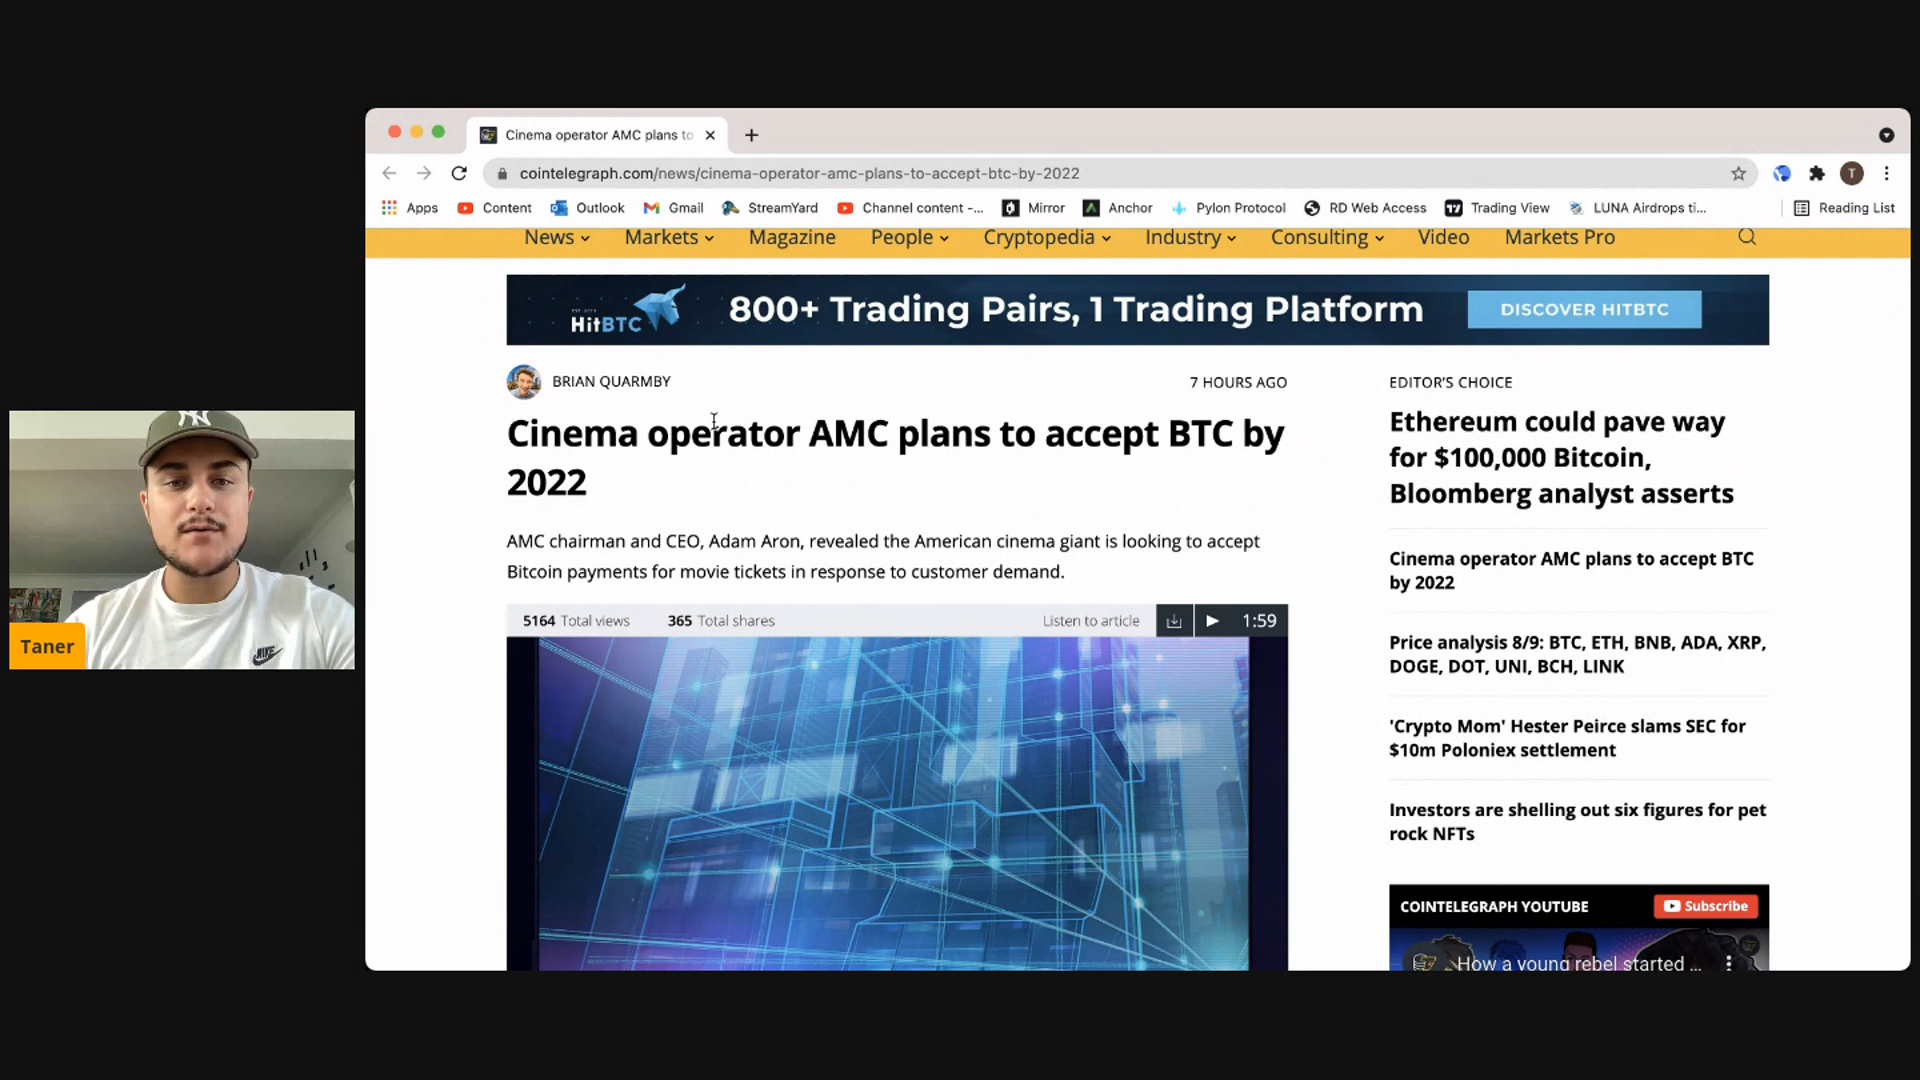 Cinema operator AMC plans to
cointelegraph.com/news/cinema-operator-amc-plans-to-accept-btc-by-2022
T
Apps Content Outlook Gmail StreamYard Channel content -... Mirror Anchor Pylon Protocol RD Web Access Trading View LUNA Airdrops ti... Reading List
News Markets Magazine People Cryptopedia Industry Consulting Video Markets Pro
HitBTC
800+ Trading Pairs, 1 Trading Platform
DISCOVER HITBTC
BRIAN QUARMBY
7 HOURS AGO
Cinema operator AMC plans to accept BTC by
2022
AMC chairman and CEO, Adam Aron, revealed the American cinema giant is looking to accept
Bitcoin payments for movie tickets in response to customer demand.
5164 Total views 365 Total shares Listen to article 1:59
EDITOR'S CHOICE
Ethereum could pave way
for $100,000 Bitcoin,
Bloomberg analyst asserts
Cinema operator AMC plans to accept BTC
by 2022
Price analysis 8/9: BTC, ETH, BNB, ADA, XRP,
DOGE, DOT, UNI, BCH, LINK
'Crypto Mom' Hester Peirce slams SEC for
$10m Poloniex settlement
Investors are shelling out six figures for pet
rock NFTs
COINTELEGRAPH YOUTUBE
Subscribe
How a young rebel started ...
NY
NIKE
Taner